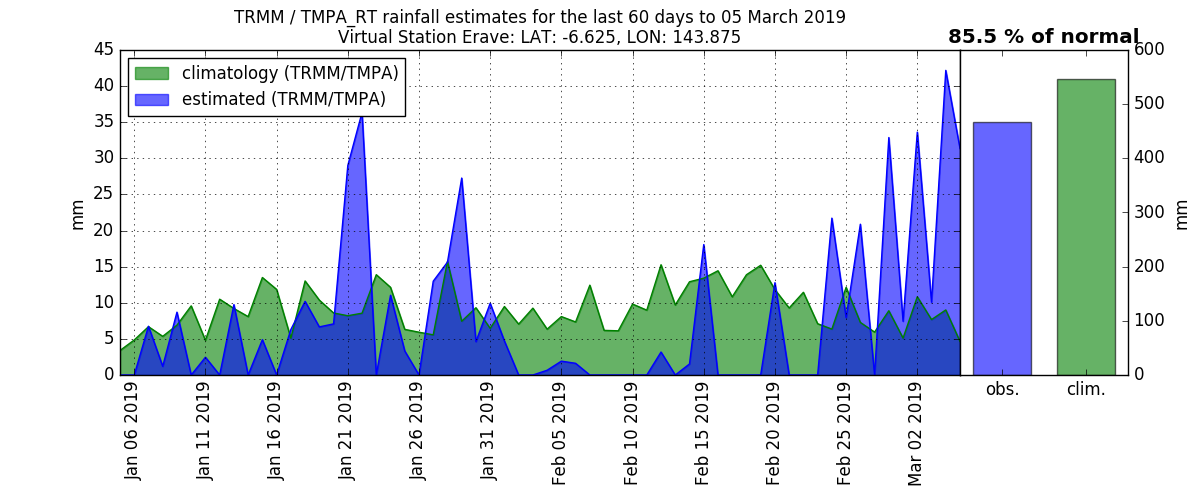 TRMM / TMPA_RT rainfall estimates for the last 60 days to 05 March 2019
Virtual Station Erave: LAT: -6.625, LON: 143.875
85.5 % of normal
climatology (TRMM/TMPA)
estimated (TRMM/TMPA)
mm
45
40
35
30
25
20
15
10
5
0
Jan 06 2019
Jan 11 2019
Jan 16 2019
Jan 21 2019
Jan 26 2019
Jan 31 2019
Feb 05 2019
Feb 10 2019
Feb 15 2019
Feb 20 2019
Feb 25 2019
Mar 02 2019
obs.
clim.
600
500
400
300
200
100
0
mm